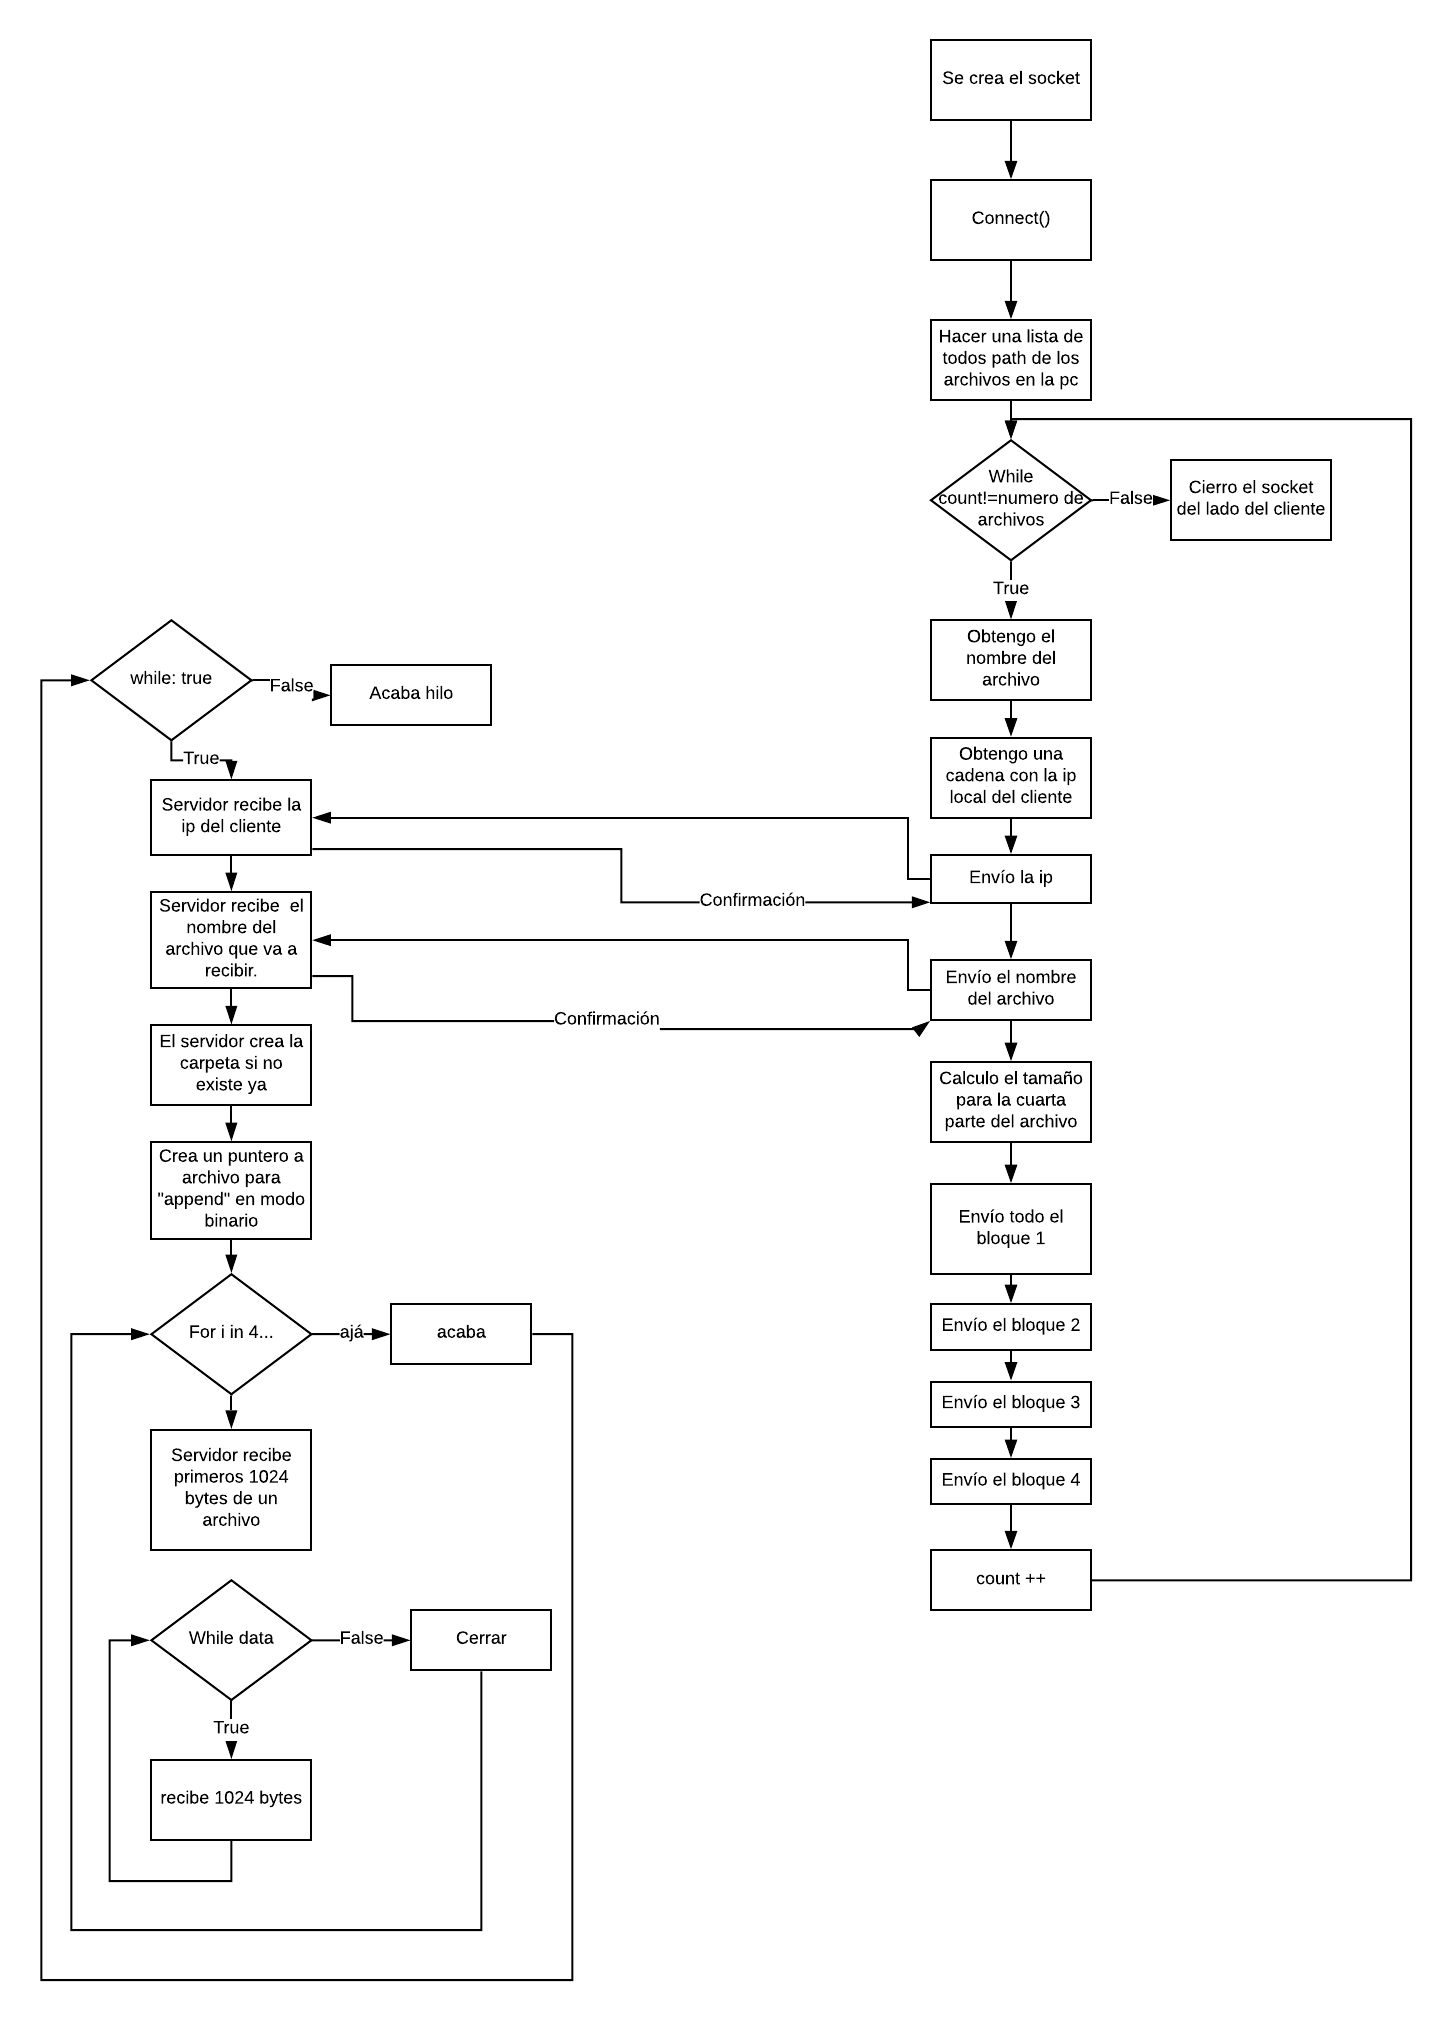 Se crea el socket
Connect()
Hacer una lista de
todos path de los
archivos en la pc
While
count!=numero de
archivos
False
Cierro el socket
del lado del cliente
True
Obtengo el
nombre del
archivo
Obtengo una
cadena con la ip
local del cliente
Envío la ip
Envío el nombre
del archivo
Calculo el tamaño
para la cuarta
parte del archivo
Envío todo el
bloque 1
Envío el bloque 2
Envío el bloque 3
Envío el bloque 4
count ++
while: true
False
Acaba hilo
True
Servidor recibe la
ip del cliente
Confirmación
Servidor recibe  el
nombre del
archivo que va a
recibir.
Confirmación
El servidor crea la
carpeta si no
existe ya
Crea un puntero a
archivo para
"append" en modo
binario
For i in 4...
ajá
acaba
Servidor recibe
primeros 1024
bytes de un
archivo
While data
False
Cerrar
True
recibe 1024 bytes